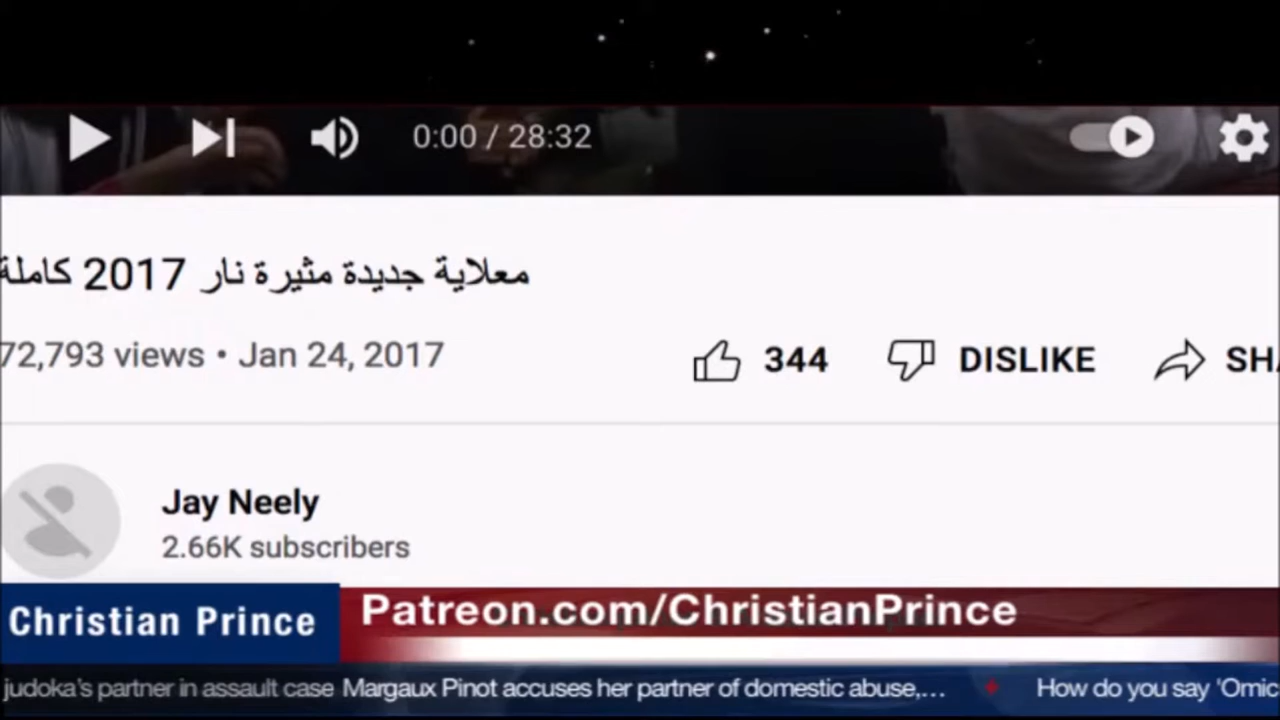 0:00 / 28:32
معلاية جديدة مثيرة نار 2017 كاملة
72,793 views • Jan 24, 2017
344 DISLIKE
Jay Neely
2.66K subscribers
Christian Prince
Patreon.com/ChristianPrince
judoka's partner in assault case Margaux Pinot accuses her partner of domestic abuse,... How do you say